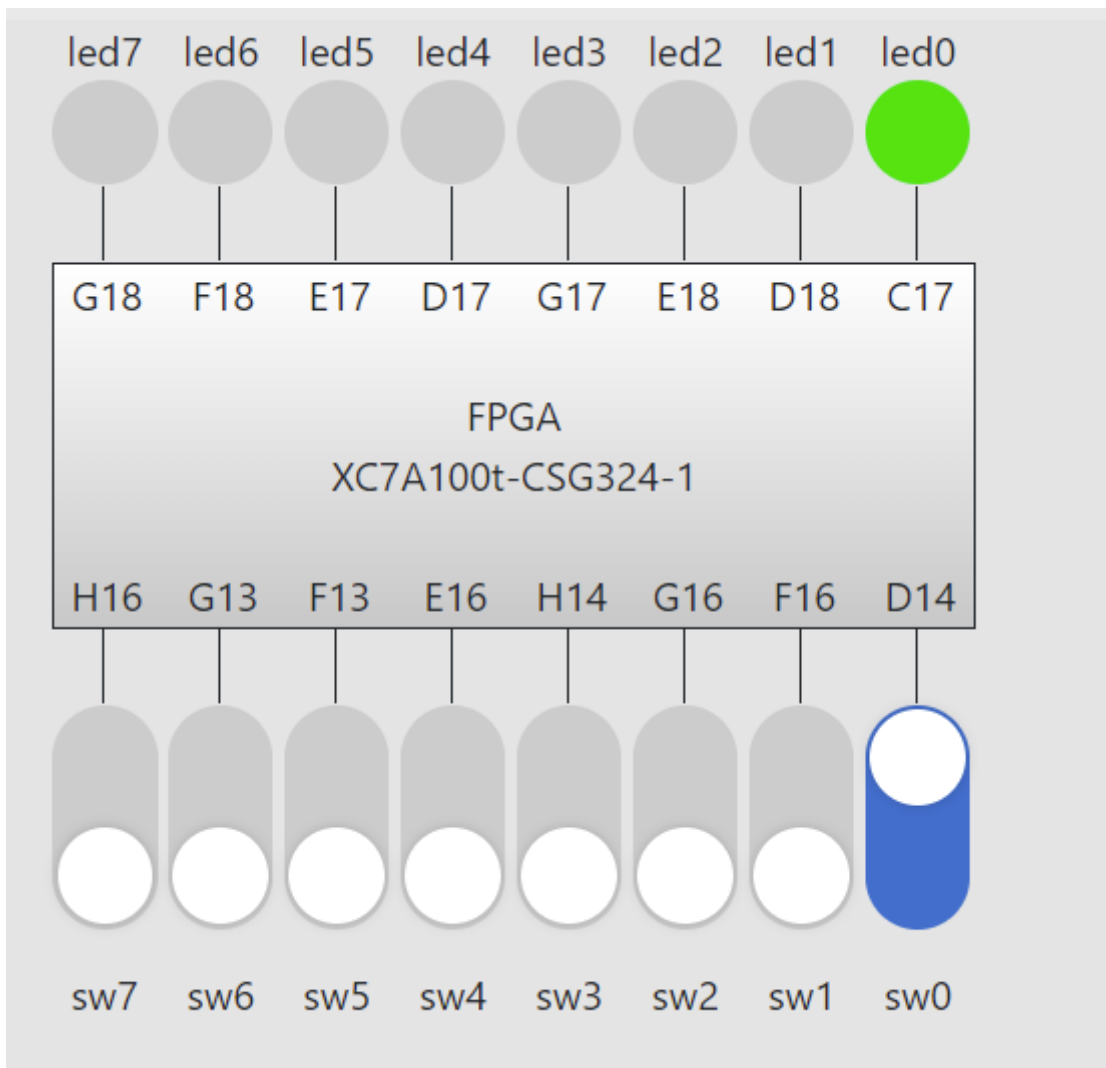 led7 led6 led5 led4 led3 led2 led1 led0
G18 F18 E17 D17 G17 E18 D18 C17
FPGA
XC7A100t-CSG324-1
H16 G13 F13 E16 H14 G16 F16 D14
sw7 sw6 sw5 sw4 sw3 sw2 sw1 sw0